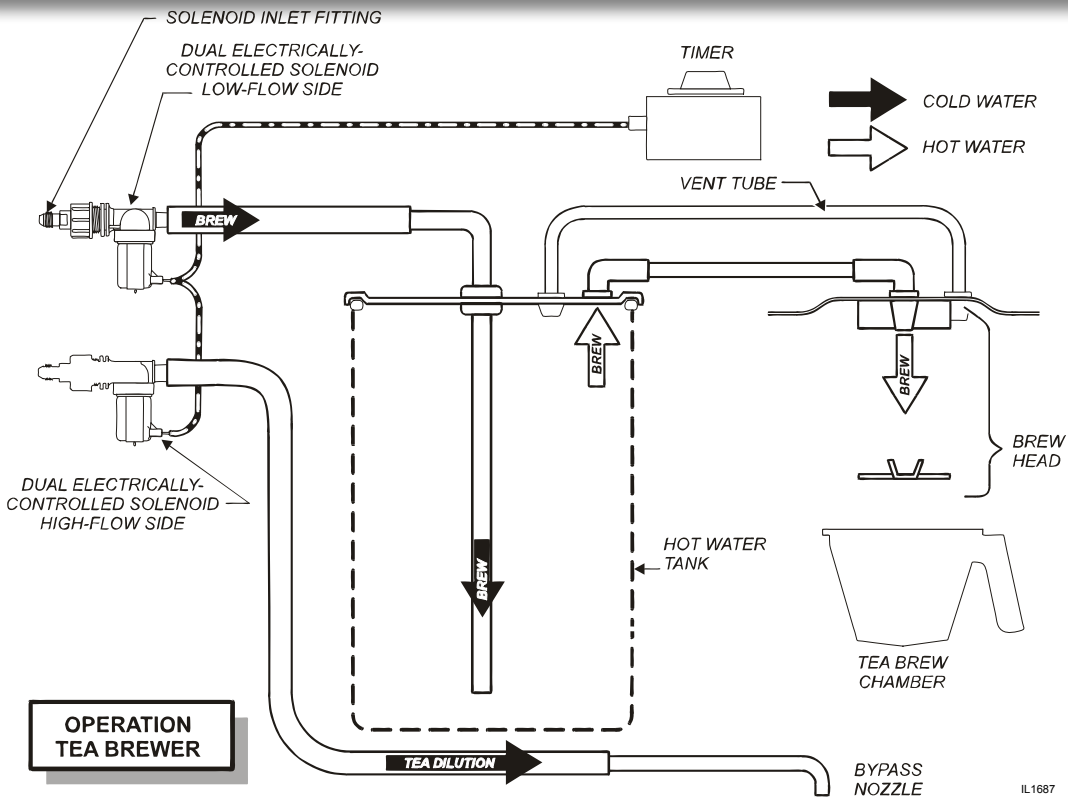 SOLENOID INLET FITTING
DUAL ELECTRICALLY-
CONTROLLED SOLENOID
LOW-FLOW SIDE
TIMER
COLD WATER
HOT WATER
VENT TUBE
BREW
BREW
BREW
BREW
BREW
HEAD
DUAL ELECTRICALLY-
CONTROLLED SOLENOID
HIGH-FLOW SIDE
HOT WATER
TANK
TEA BREW
CHAMBER
OPERATION
TEA BREWER
TEA DILUTION
BYPASS
NOZZLE
IL1687